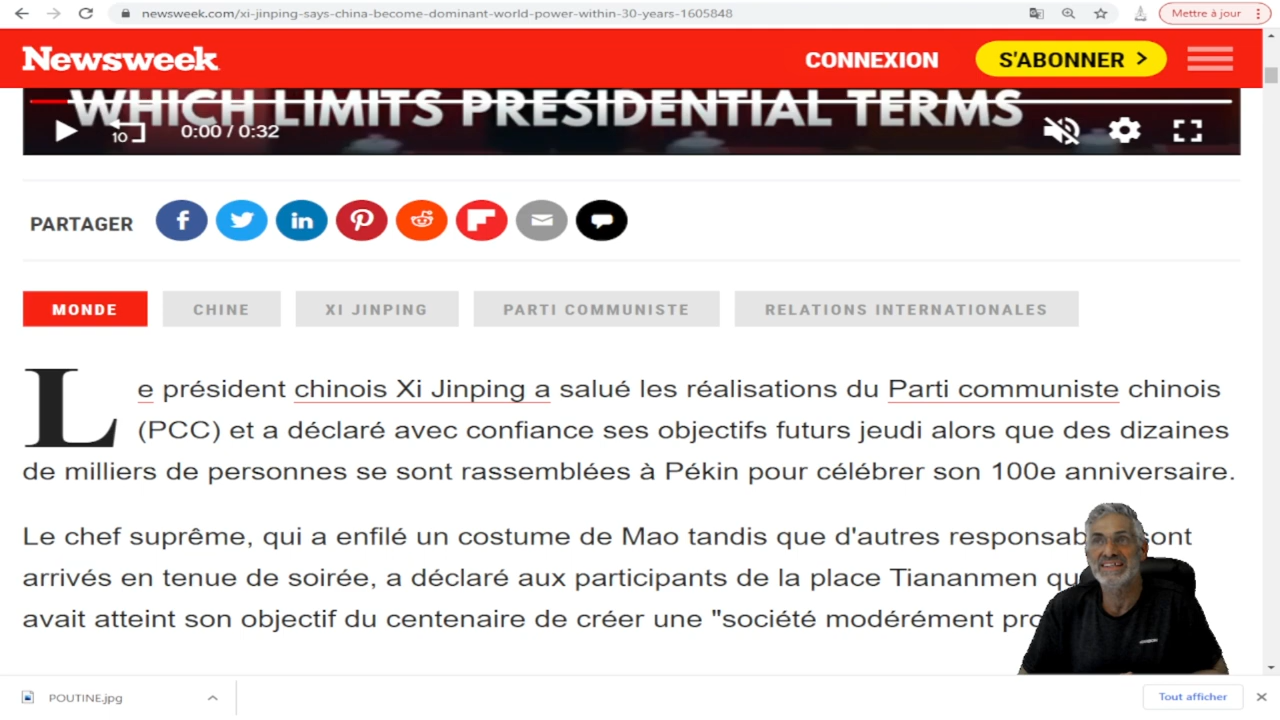 newsweek.com/xi-jinping-says-china-become-dominant-world-power-within-30-years-1605848
Mettre à jour
Newsweek
CONNEXION
S'ABONNER
WHICH LIMITS PRESIDENTIAL TERMS
10
0:00 / 0:32
PARTAGER
MONDE
CHINE
XI JINPING
PARTI COMMUNISTE
RELATIONS INTERNATIONALES
Le président chinois Xi Jinping a salué les réalisations du Parti communiste chinois
(PCC) et a déclaré avec confiance ses objectifs futurs jeudi alors que des dizaines
de milliers de personnes se sont rassemblées à Pékin pour célébrer son 100e anniversaire.
Le chef suprême, qui a enfilé un costume de Mao tandis que d'autres sont
arrivés en tenue de soirée, a déclaré aux participants de la place Tiananmen
avait atteint son objectif du centenaire de créer une "société modérément
POUTINE.jpg
Tout afficher